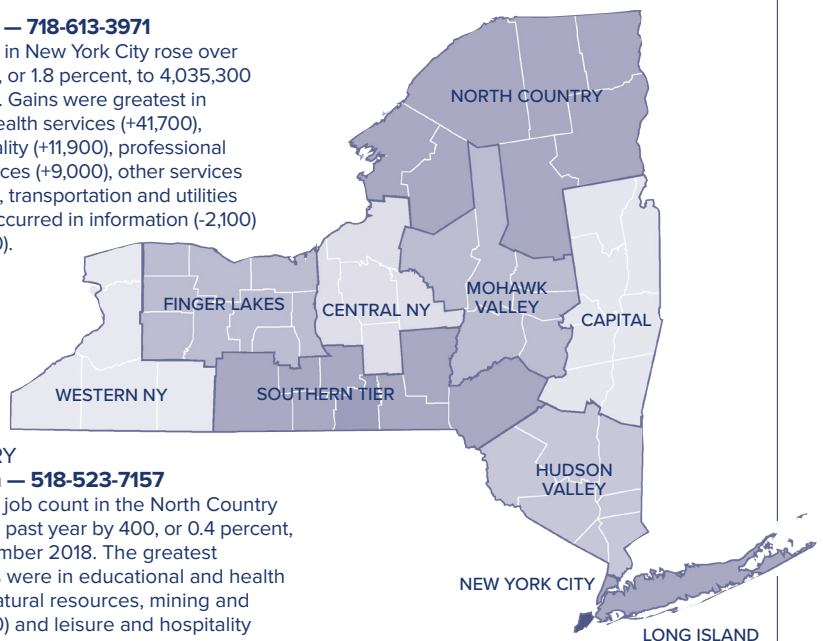 — 718-613-3971
in New York City rose over
, or 1.8 percent, to 4,035,300
. Gains were greatest in
ealth services (+41,700),
ality (+11,900), professional
ces (+9,000), other services
, transportation and utilities
ccurred in information (-2,100)
0).
NORTH COUNTRY
FINGER LAKES
CENTRAL NY
MOHAWK
VALLEY
CAPITAL
WESTERN NY
SOUTHERN TIER
HUDSON
VALLEY
NEW YORK CITY
LONG ISLAND
RY
— 518-523-7157
job count in the North Country
past year by 400, or 0.4 percent,
mber 2018. The greatest
s were in educational and health
atural resources, mining and
0) and leisure and hospitality